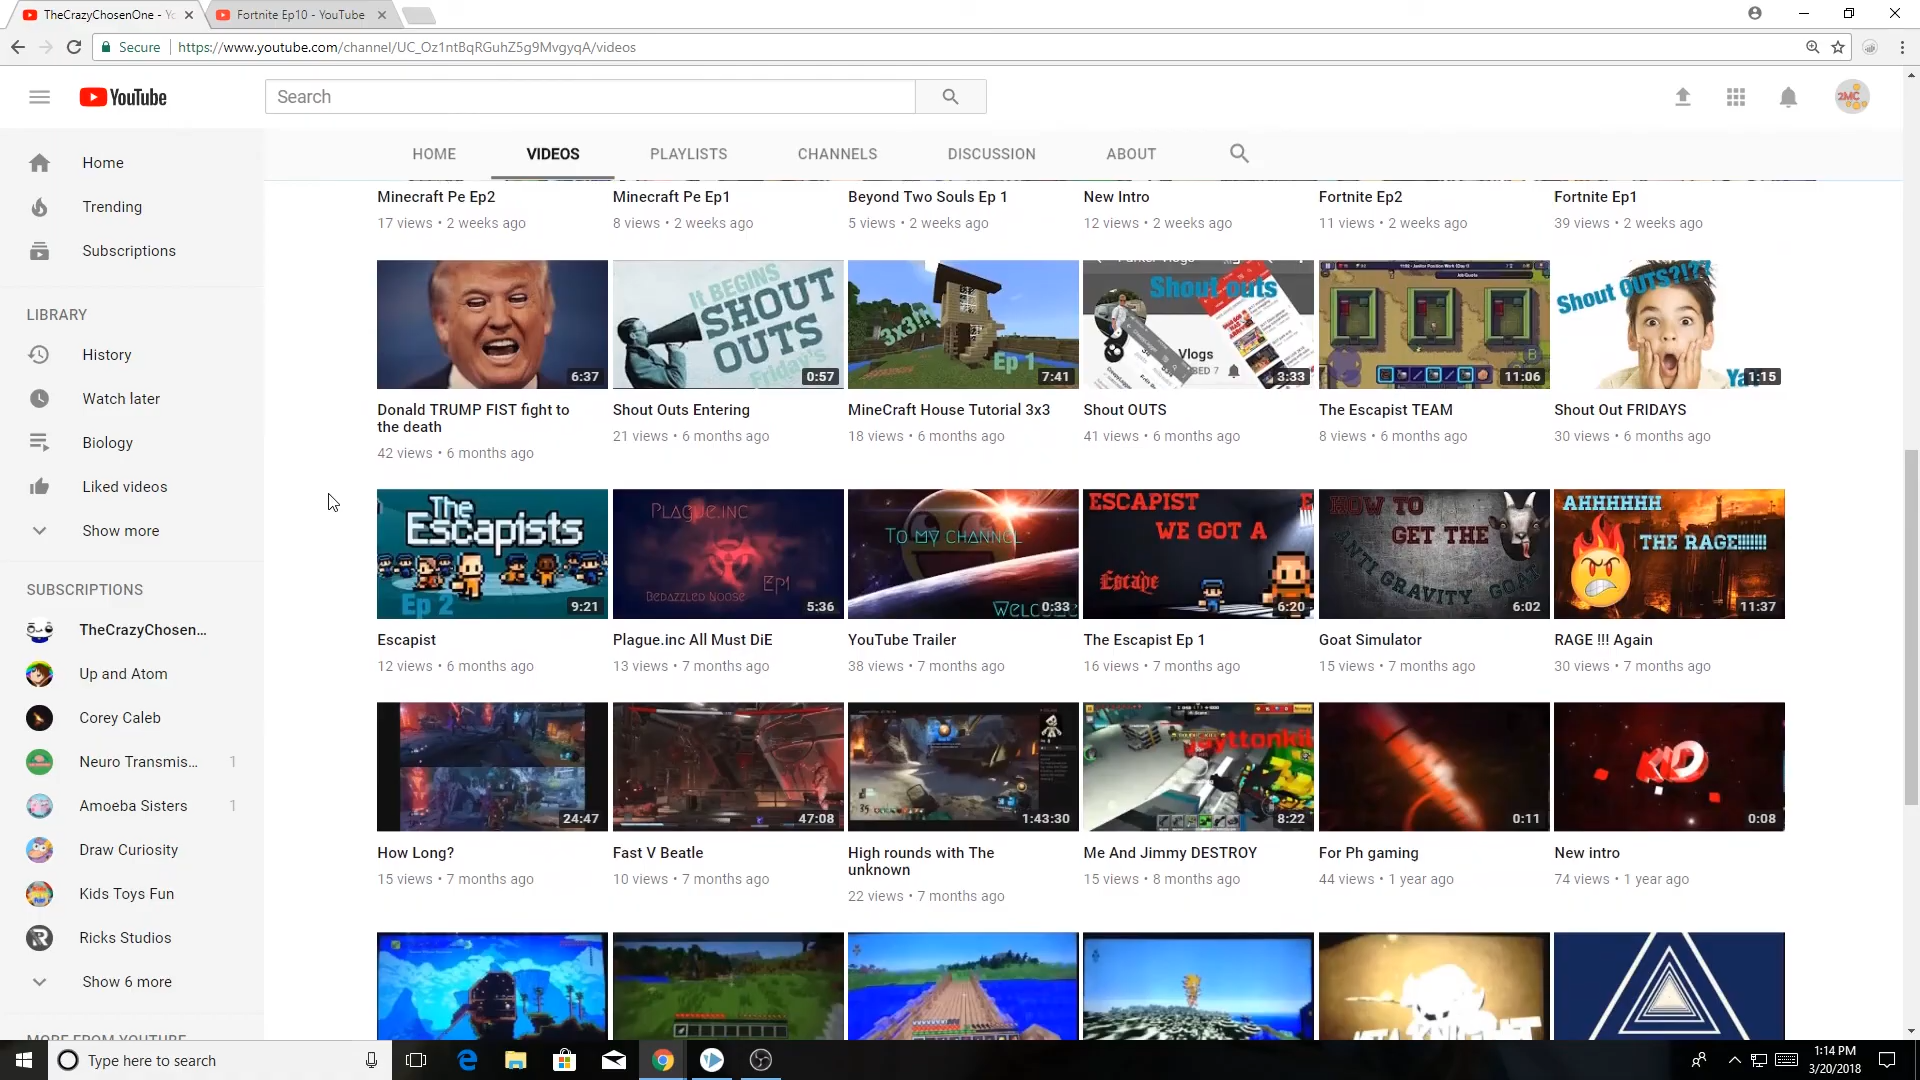 TheCrazyChosenOne - Yo
Fortnite Ep10 - YouTube
Secure
https://www.youtube.com/channel/UC_Oz1ntBqRGuhZ5g9MvgyqA/videos
YouTube
Search
2MC
HOME VIDEOS PLAYLISTS CHANNELS DISCUSSION ABOUT
Home
Trending
Subscriptions
LIBRARY
History
Watch later
Biology
Liked videos
Show more
SUBSCRIPTIONS
TheCrazyChosen...
Up and Atom
Corey Caleb
Neuro Transmis... 1
Amoeba Sisters 1
Draw Curiosity
Kids Toys Fun
Ricks Studios
Show 6 more
MORE FROM YOUTUBE
Minecraft Pe Ep2
17 views • 2 weeks ago
Minecraft Pe Ep1
8 views • 2 weeks ago
Beyond Two Souls Ep 1
5 views • 2 weeks ago
New Intro
12 views • 2 weeks ago
Fortnite Ep2
11 views • 2 weeks ago
Fortnite Ep1
39 views • 2 weeks ago
6:37
Donald TRUMP FIST fight to
the death
42 views • 6 months ago
IT BEGINS
SHOUT
OUTS
Friday's
0:57
Shout Outs Entering
21 views • 6 months ago
3x3!!!
Ep 1
7:41
MineCraft House Tutorial 3x3
18 views • 6 months ago
Shout outs
Vlogs
BED 7
3:33
Shout OUTS
41 views • 6 months ago
11:06
The Escapist TEAM
8 views • 6 months ago
Shout OUTS!?!?
1:15
Shout Out FRIDAYS
30 views • 6 months ago
The
Escapists
Ep 2
9:21
Escapist
12 views • 6 months ago
PLAGUE.INC
EP1
BEDAZZLED NOOSE
5:36
Plague.inc All Must DiE
13 views • 7 months ago
TO MY CHANNEL
WELCOME
0:33
YouTube Trailer
38 views • 7 months ago
ESCAPIST E
WE GOT A
Escape
6:20
The Escapist Ep 1
16 views • 7 months ago
HOW TO
GET THE
ANTI GRAVITY GOAT
6:02
Goat Simulator
15 views • 7 months ago
AHHHHHH
THE RAGE!!!!!!!
11:37
RAGE !!! Again
30 views • 7 months ago
24:47
How Long?
15 views • 7 months ago
47:08
Fast V Beatle
10 views • 7 months ago
35
1:43:30
High rounds with The
unknown
22 views • 7 months ago
8:22
Me And Jimmy DESTROY
15 views • 8 months ago
0:11
For Ph gaming
44 views • 1 year ago
KID
0:08
New intro
74 views • 1 year ago
Type here to search
1:14 PM
3/20/2018